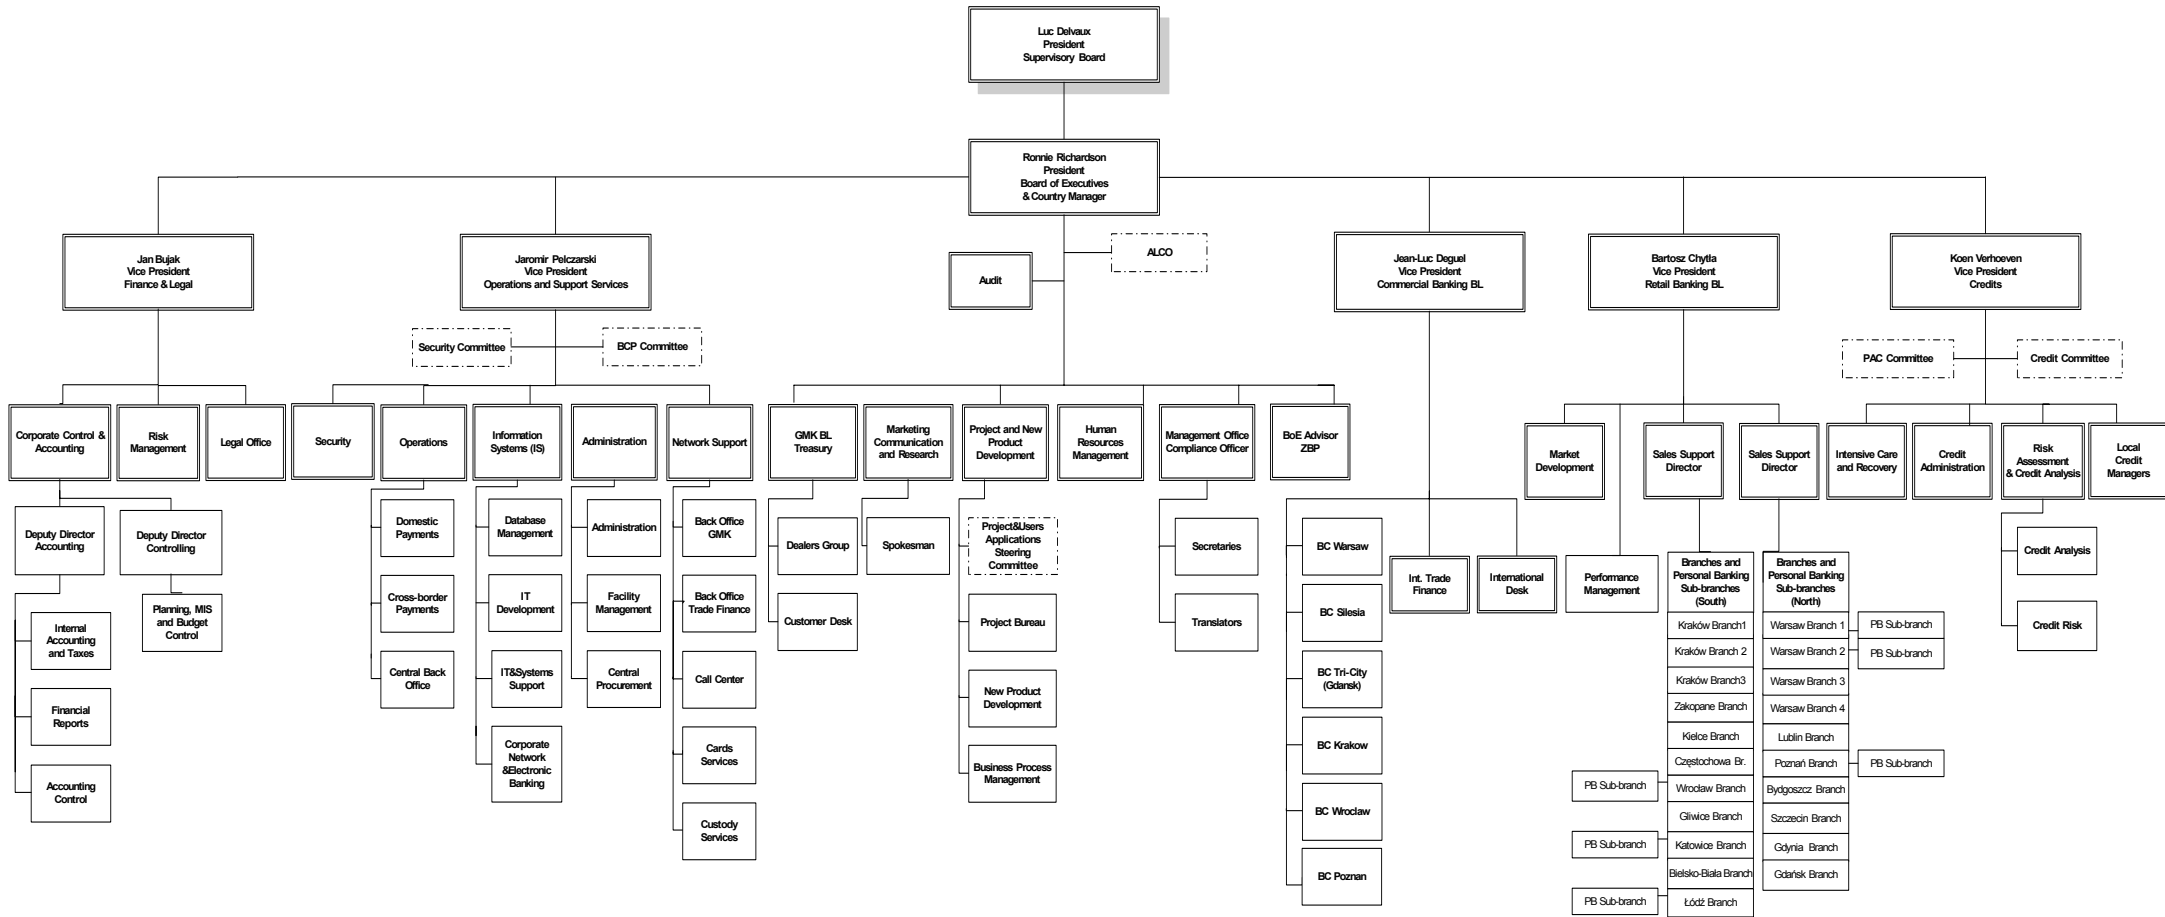 Luc Delvaux
President
Supervisory Board
Ronnie Richardson
President
Board of Executives
& Country Manager
Jan Bujak
Vice President
Finance & Legal
Jaromir Pelczarski
Vice President
Operations and Support Services
Audit
ALCO
Jean-Luc Deguel
Vice President
Commercial Banking BL
Bartosz Chytła
Vice President
Retail Banking BL
Koen Verhoeven
Vice President
Credits
Security Committee
BCP Committee
PAC Committee
Credit Committee
Corporate Control &
Accounting
Risk
Management
Legal Office
Security
Operations
Information
Systems (IS)
Administration
Network Support
GMK BL
Treasury
Marketing
Communication
and Research
Project and New
Product
Development
Human
Resources
Management
Management Office
Compliance Officer
BoE Advisor
ZBP
Market
Development
Sales Support
Director
Sales Support
Director
Intensive Care
and Recovery
Credit
Administration
Risk
Assessment
& Credit Analysis
Local
Credit
Managers
Deputy Director
Accounting
Deputy Director
Controlling
Internal
Accounting
and Taxes
Financial
Reports
Accounting
Control
Planning, MIS
and Budget
Control
Domestic
Payments
Cross-border
Payments
Central Back
Office
Database
Management
IT
Development
IT&Systems
Support
Corporate
Network
&Electronic
Banking
Administration
Facility
Management
Central
Procurement
Back Office
GMK
Back Office
Trade Finance
Call Center
Cards
Services
Custody
Services
Dealers Group
Customer Desk
Spokesman
Project&Users
Applications
Steering
Committee
Project Bureau
New Product
Development
Business Process
Management
Secretaries
Translators
BC Warsaw
BC Silesia
BC Tri-City
(Gdansk)
BC Krakow
BC Wroclaw
BC Poznan
Int. Trade
Finance
International
Desk
Performance
Management
Branches and
Personal Banking
Sub-branches
(South)
Kraków Branch1
Kraków Branch 2
Kraków Branch3
Zakopane Branch
Kielce Branch
Częstochowa Br.
PB Sub-branch
Wrocław Branch
Gliwice Branch
PB Sub-branch
Katowice Branch
Bielsko-Biała Branch
PB Sub-branch
Łódź Branch
Branches and
Personal Banking
Sub-branches
(North)
Warsaw Branch 1
PB Sub-branch
Warsaw Branch 2
PB Sub-branch
Warsaw Branch 3
Warsaw Branch 4
Lublin Branch
Poznań Branch
PB Sub-branch
Bydgoszcz Branch
Szczecin Branch
Gdynia Branch
Gdańsk Branch
Credit Analysis
Credit Risk